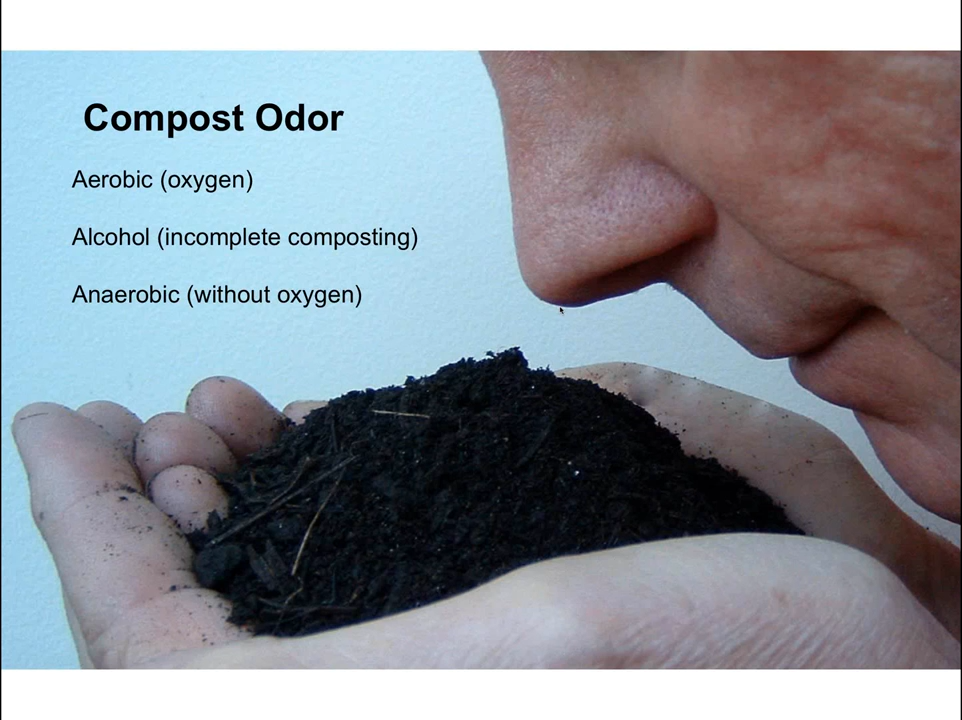 Compost Odor
Aerobic (oxygen)
Alcohol (incomplete composting)
Anaerobic (without oxygen)